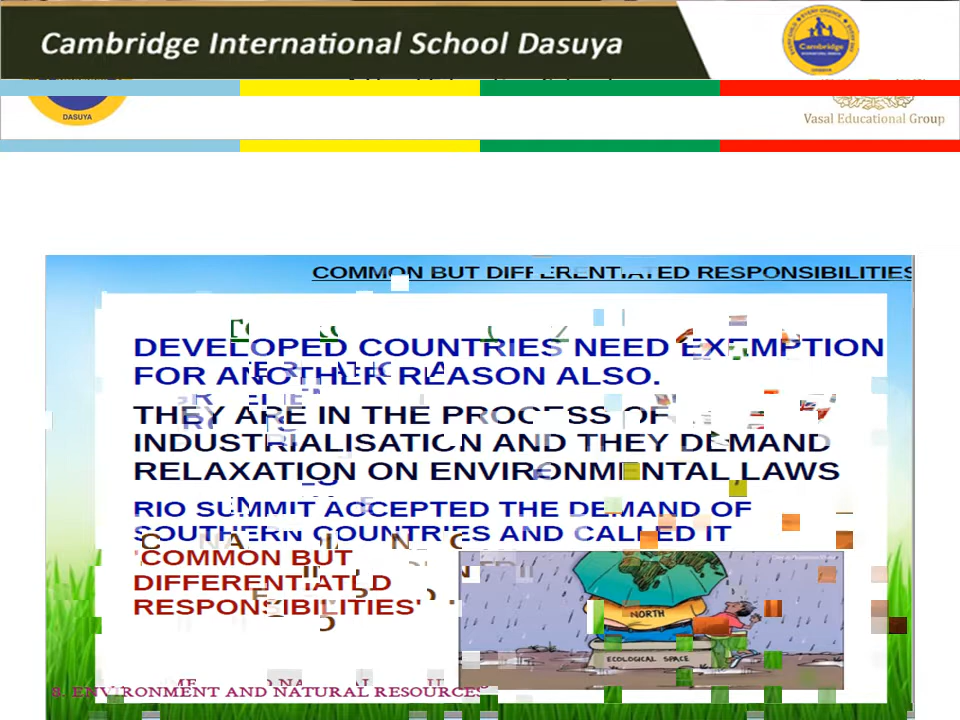 Cambridge International School Dasuya
Cambridge
DASUYA
Vasal Educational Group
COMMON BUT DIFFERENTIATED RESPONSIBILITIES
DEVELOPED COUNTRIES NEED EXEMPTION
FOR ANOTHER REASON ALSO.
THEY ARE IN THE PROCESS OF
INDUSTRIALISATION AND THEY DEMAND
RELAXATION ON ENVIRONMENTAL LAWS
RIO SUMMIT ACCEPTED THE DEMAND OF
SOUTHERN COUNTRIES AND CALLED IT
'COMMON BUT
DIFFERENTIATED
RESPONSIBILITIES'
NORTH
ECOLOGICAL SPACE
8. ENVIRONMENT AND NATURAL RESOURCES